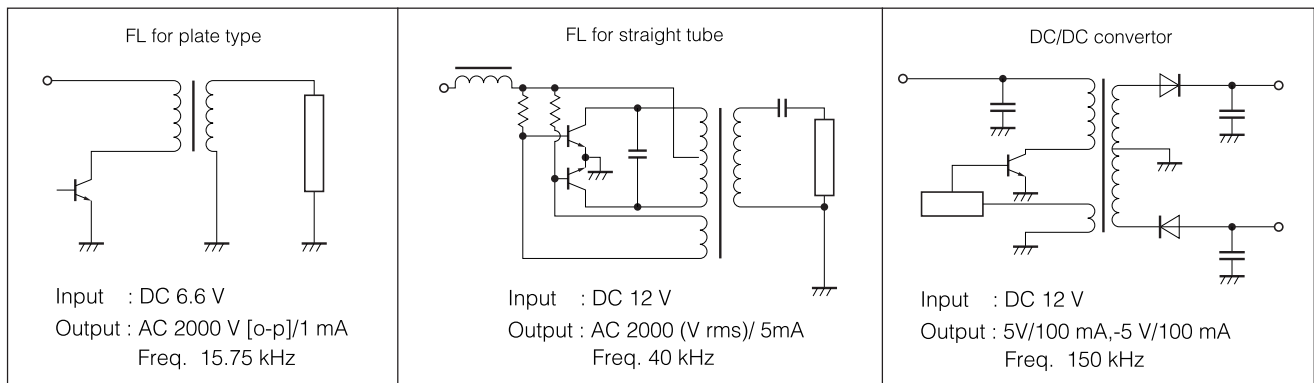 FL for plate type
Input : DC 6.6 V
Output : AC 2000 V [o-p]/1 mA
Freq. 15.75 kHz
FL for straight tube
Input : DC 12 V
Output : AC 2000 (V rms)/ 5mA
Freq. 40 kHz
DC/DC convertor
Input : DC 12 V
Output : 5V/100 mA,-5 V/100 mA
Freq. 150 kHz